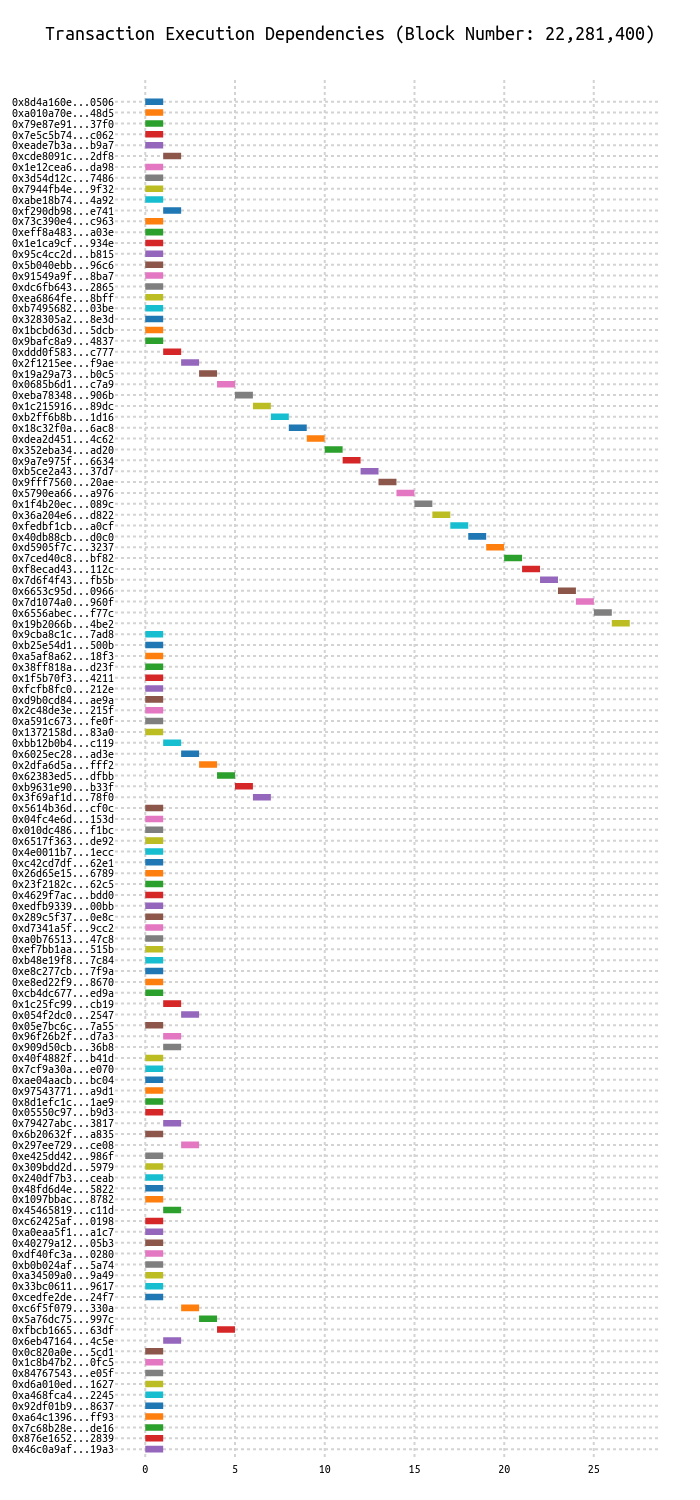 Transaction Execution Dependencies (Block Number: 22,281,400)
0x8d4a160e...0506
0xa010a70e...48d5
0x79e87e91...37f0
0x7e5c5b74...c062
0xeade7b3a...b9a7
0xcde8091c...2df8
0x1e12cea6...da98
0x3d54d12c...7486
0x7944fb4e...9f32
0xabe18b74...4a92
0xf290db98...e741
0x73c390e4...c963
0xeff8a483...a03e
0x1e1ca9cf...934e
0x95c4cc2d...b815
0x5b040ebb...96c6
0x91549a9f...8ba7
0xdc6fb643...2865
0xea6864fe...8bff
0xb7495682...03be
0x328305a2...8e3d
0x1bcbd63d...5dcb
0x9bafc8a9...4837
0xddd0f583...c777
0x2f1215ee...f9ae
0x19a29a73...b0c5
0x0685b6d1...c7a9
0xeba78348...906b
0x1c215916...89dc
0xb2ff6b8b...1d16
0x18c32f0a...6ac8
0xdea2d451...4c62
0x352eba34...ad20
0x9a7e975f...6634
0xb5ce2a43...37d7
0x9fff7560...20ae
0x5790ea66...a976
0x1f4b20ec...089c
0x36a204e6...d822
0xfedbf1cb...a0cf
0x40db88cb...d0c0
0xd5905f7c...3237
0x7ced40c8...bf82
0xf8ecad43...112c
0x7d6f4f43...fb5b
0x6653c95d...0966
0x7d1074a0...960f
0x6556abec...f77c
0x19b2066b...4be2
0x9cba8c1c...7ad8
0xb25e54d1...500b
0xa5af8a62...18f3
0x38ff818a...d23f
0x1f5b70f3...4211
0xfcfb8fc0...212e
0xd9b0cd84...ae9a
0x2c48de3e...215f
0xa591c673...fe0f
0x1372158d...83a0
0xbb12b0b4...c119
0x6025ec28...ad3e
0x2dfa6d5a...fff2
0x62383ed5...dfbb
0xb9631e90...b33f
0x3f69af1d...78f0
0x5614b36d...cf0c
0x04fc4e6d...153d
0x010dc486...f1bc
0x6517f363...de92
0x4e0011b7...1ecc
0xc42cd7df...62e1
0x26d65e15...6789
0x23f2182c...62c5
0x4629f7ac...bdd0
0xedfb9339...00bb
0x289c5f37...0e8c
0xd7341a5f...9cc2
0xa0b76513...47c8
0xef7bb1aa...515b
0xb48e19f8...7c84
0xe8c277cb...7f9a
0xe8ed22f9...8670
0xcb4dc677...ed9a
0x1c25fc99...cb19
0x054f2dc0...2547
0x05e7bc6c...7a55
0x96f26b2f...d7a3
0x909d50cb...36b8
0x40f4882f...b41d
0x7cf9a30a...e070
0xae04aacb...bc04
0x97543771...a9d1
0x8d1efc1c...1ae9
0x05550c97...b9d3
0x79427abc...3817
0x6b20632f...a835
0x297ee729...ce08
0xe425dd42...986f
0x309bdd2d...5979
0x240df7b3...ceab
0x48fd6d4e...5822
0x1097bbac...8782
0x45465819...c11d
0xc62425af...0198
0xa0eaa5f1...a1c7
0x40279a12...05b3
0xdf40fc3a...0280
0xb0b024af...5a74
0xa34509a0...9a49
0x33bc0611...9617
0xcedfe2de...24f7
0xc6f5f079...330a
0x5a76dc75...997c
0xfbcb1665...63df
0x6eb47164...4c5e
0x0c820a0e...5cd1
0x1c8b47b2...0fc5
0x84767543...e05f
0xd6a010ed...1627
0xa468fca4...2245
0x92df01b9...8637
0xa64c1396...ff93
0x7c68b28e...de16
0x876e1652...2839
0x46c0a9af...19a3
0 5 10 15 20 25